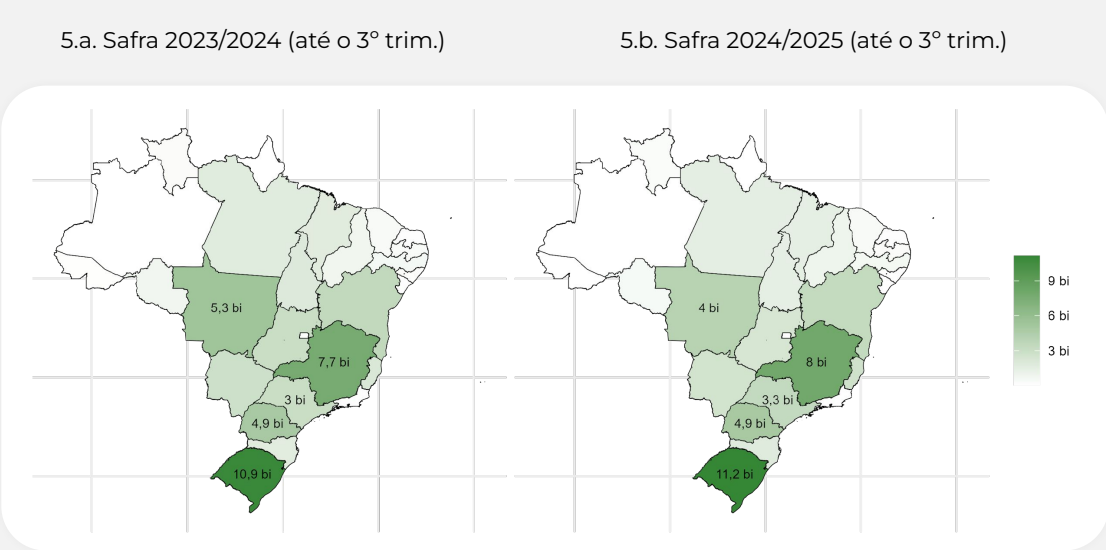 5.a. Safra 2023/2024 (até o 3º trim.)
5.b. Safra 2024/2025 (até o 3º trim.)
5,3 bi
7,7 bi
3 bi
4,9 bi
10,9 bi
4 bi
8 bi
3,3 bi
4,9 bi
11,2 bi
9 bi
6 bi
3 bi